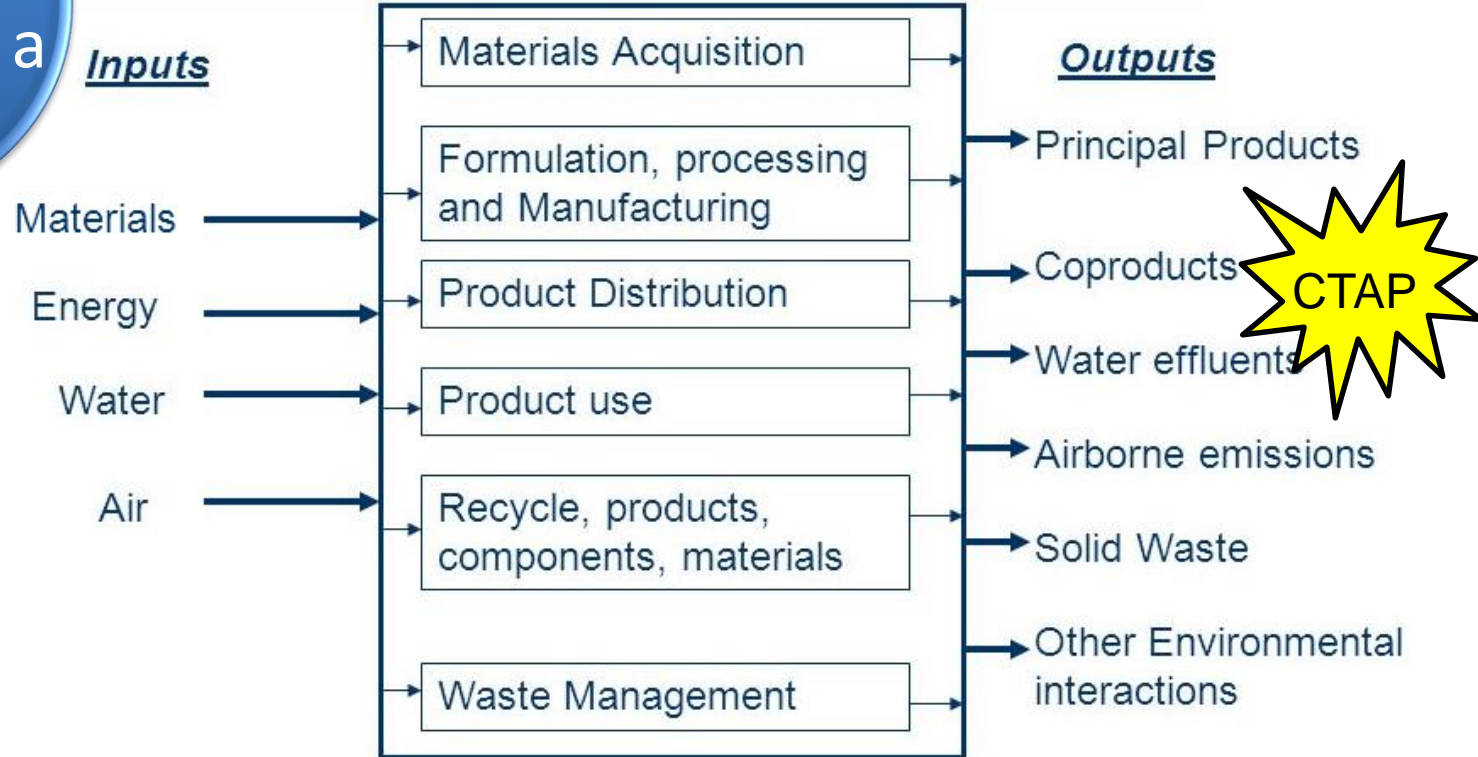 a
Inputs
Materials
Energy
Water
Air
Materials Acquisition
Formulation, processing
and Manufacturing
Product Distribution
Product use
Recycle, products,
components, materials
Waste Management
Outputs
Principal Products
Coproducts
CTAP
Water effluents
Airborne emissions
Solid Waste
Other Environmental
interactions